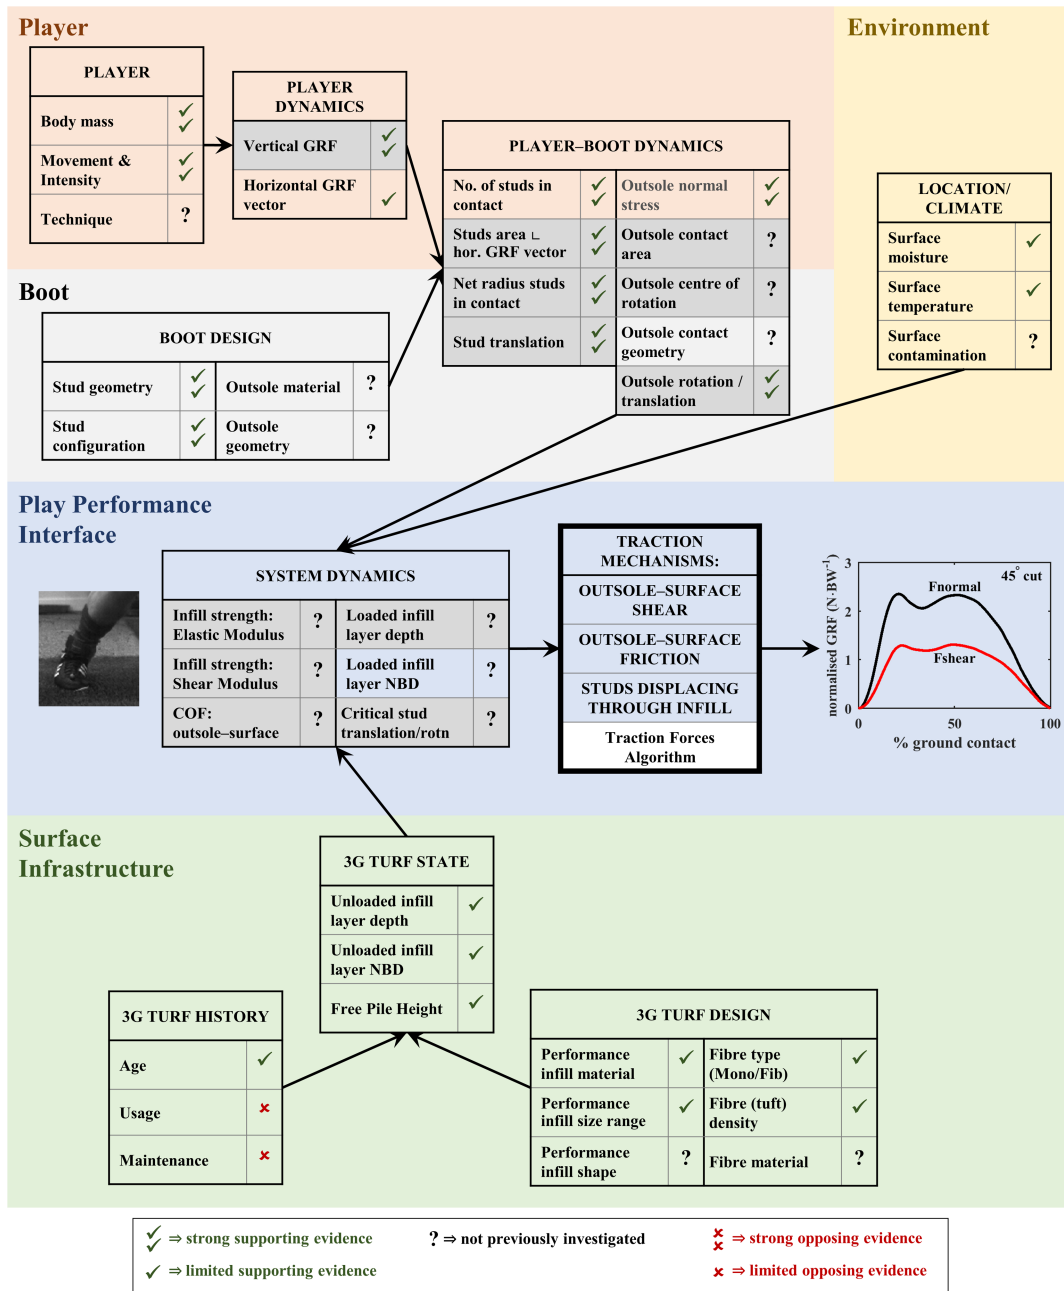 Player
Environment
PLAYER
Body mass
✓✓
Movement &
Intensity
✓✓
Technique
?
PLAYER
DYNAMICS
Vertical GRF
✓✓
Horizontal GRF
vector
✓
PLAYER–BOOT DYNAMICS
No. of studs in
contact
✓✓
Outsole normal
stress
✓✓
Studs area ∟
hor. GRF vector
✓✓
Outsole contact
area
?
Net radius studs
in contact
✓✓
Outsole centre of
rotation
?
Stud translation
✓✓
Outsole contact
geometry
?
Outsole rotation /
translation
✓✓
LOCATION/
CLIMATE
Surface
moisture
✓
Surface
temperature
✓
Surface
contamination
?
Boot
BOOT DESIGN
Stud geometry
✓✓
Outsole material
?
Stud
configuration
✓✓
Outsole
geometry
?
Play Performance
Interface
SYSTEM DYNAMICS
Infill strength:
Elastic Modulus
?
Loaded infill
layer depth
?
Infill strength:
Shear Modulus
?
Loaded infill
layer NBD
?
COF:
outsole–surface
?
Critical stud
translation/rotn
?
TRACTION
MECHANISMS:
OUTSOLE–SURFACE
SHEAR
OUTSOLE–SURFACE
FRICTION
STUDS DISPLACING
THROUGH INFILL
Traction Forces
Algorithm
normalised GRF (N·BW⁻¹)
3
2
1
0
45° cut
Fnormal
Fshear
0
50
100
% ground contact
Surface
Infrastructure
3G TURF STATE
Unloaded infill
layer depth
✓
Unloaded infill
layer NBD
✓
Free Pile Height
✓
3G TURF HISTORY
Age
✓
Usage
✘
Maintenance
✘
3G TURF DESIGN
Performance
infill material
✓
Fibre type
(Mono/Fib)
✓
Performance
infill size range
✓
Fibre (tuft)
density
✓
Performance
infill shape
?
Fibre material
?
✓✓ ⇒ strong supporting evidence
? ⇒ not previously investigated
✘✘ ⇒ strong opposing evidence
✓ ⇒ limited supporting evidence
✘ ⇒ limited opposing evidence